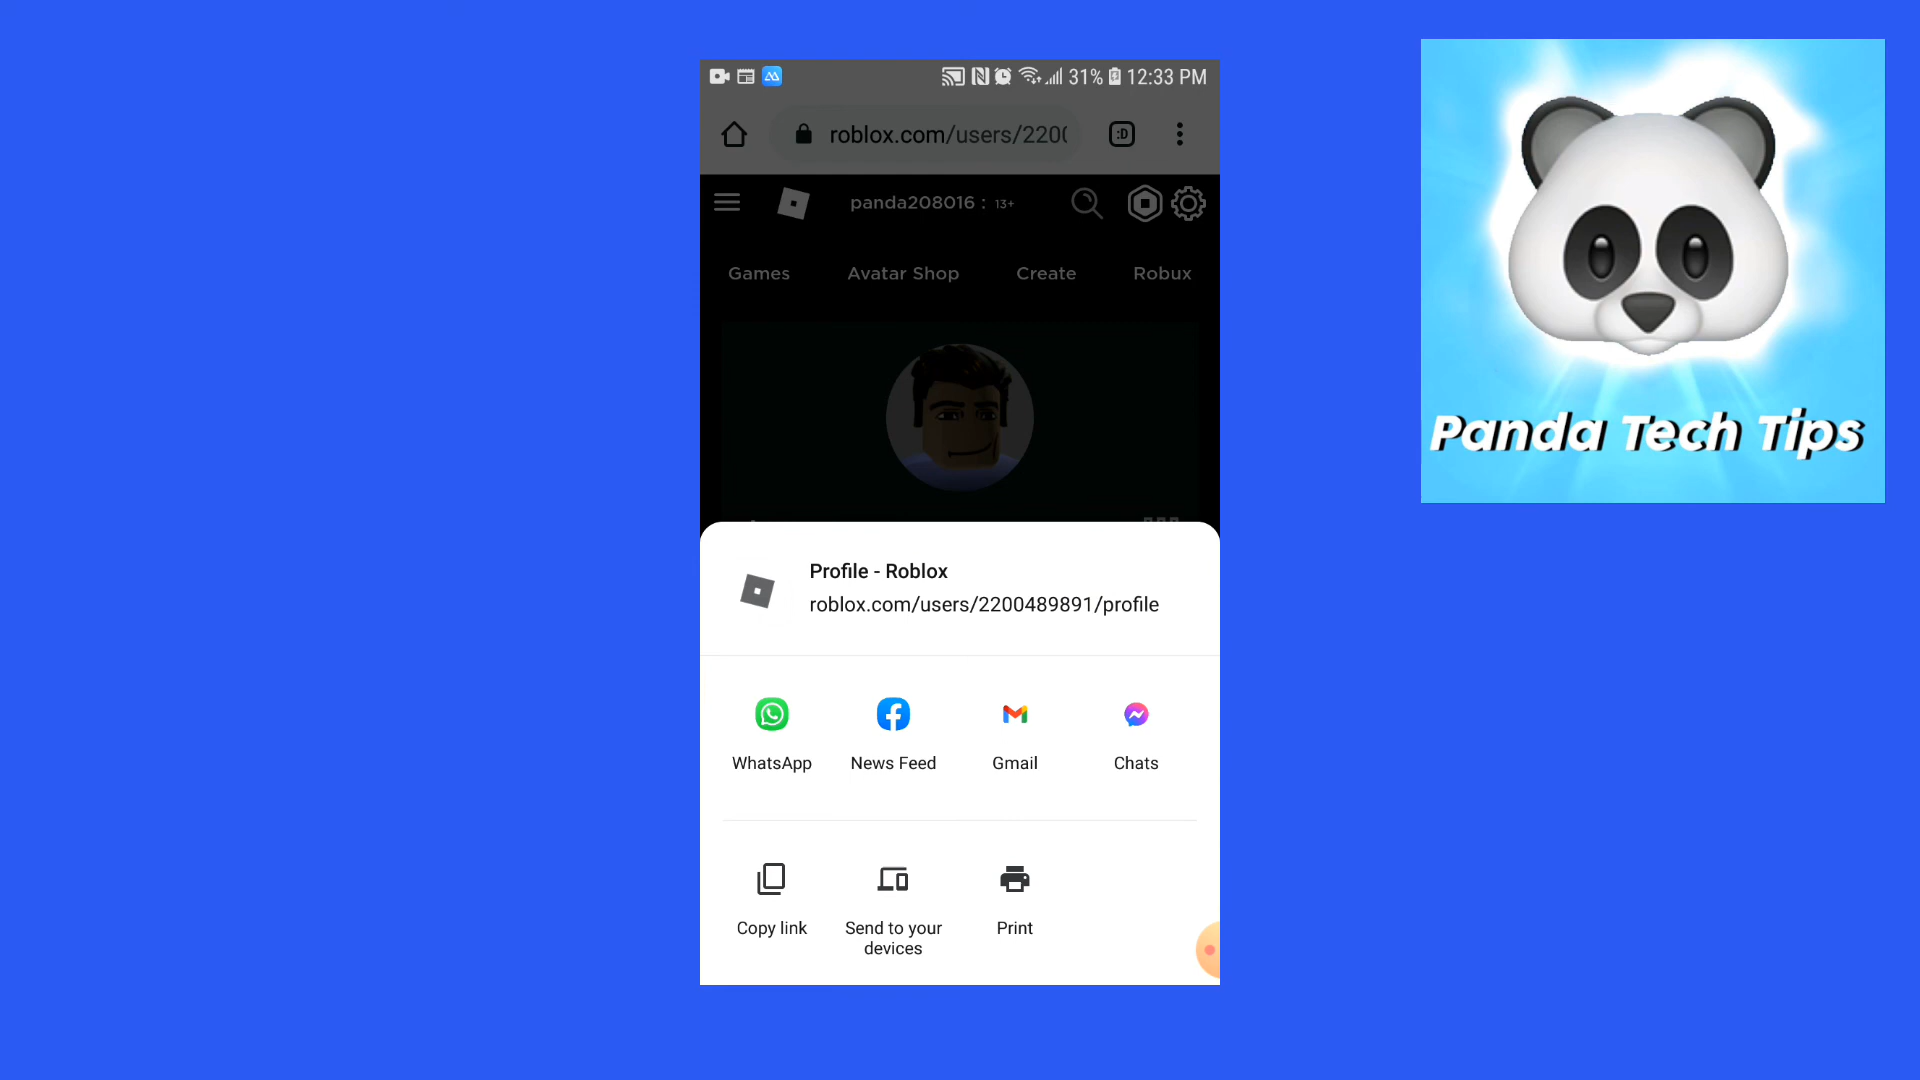 31% 12:33 PM
roblox.com/users/220
:D
panda208016 : 13+
Games Avatar Shop Create Robux
Profile - Roblox
roblox.com/users/2200489891/profile
WhatsApp News Feed Gmail Chats
Copy link Send to your devices Print
Panda Tech Tips